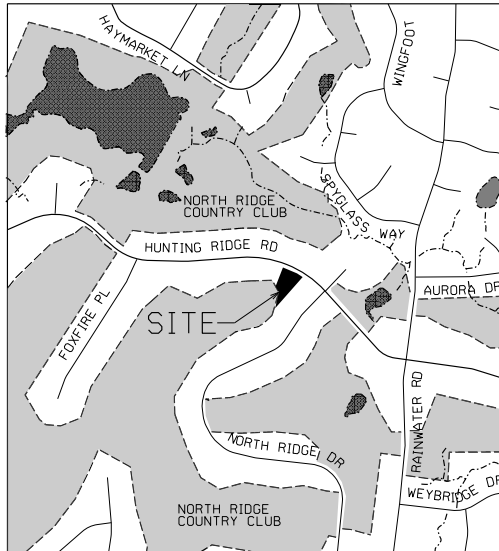 HAYMARKET LN
WINGFOOT
NORTH RIDGE
COUNTRY CLUB
SPYGLASS WAY
HUNTING RIDGE RD
AURORA DR
FOXFIRE PL
SITE
RAINWATER RD
NORTH RIDGE DR
WEYBRIDGE DR
NORTH RIDGE
COUNTRY CLUB